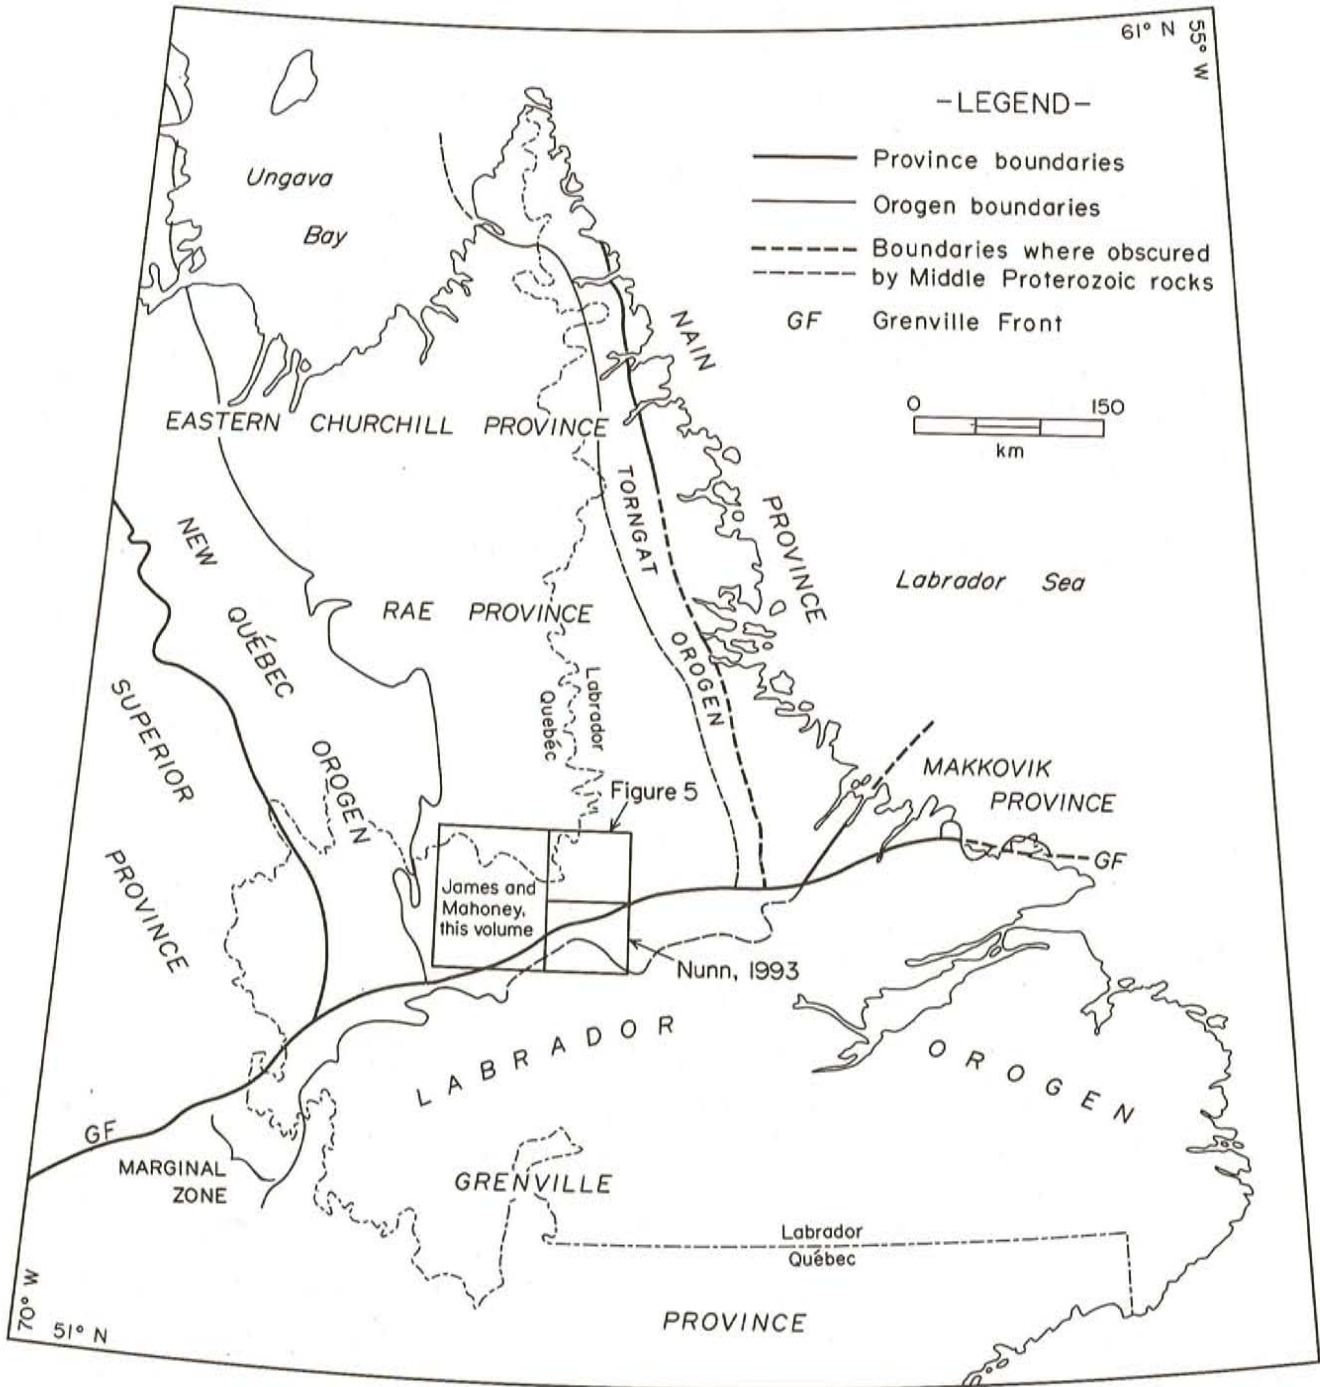 61° N
55° W
-LEGEND-
Province boundaries
Orogen boundaries
Boundaries where obscured
by Middle Proterozoic rocks
GF Grenville Front
0 150
km
Ungava
Bay
NAIN
PROVINCE
EASTERN CHURCHILL PROVINCE
TORNGAT
OROGEN
NEW
QUÉBEC
OROGEN
RAE PROVINCE
Labrador Sea
SUPERIOR
PROVINCE
Labrador
Quebéc
Figure 5
MAKKOVIK
PROVINCE
GF
James and
Mahoney,
this volume
Nunn, 1993
LABRADOR
OROGEN
GF
MARGINAL
ZONE
GRENVILLE
Labrador
Québec
PROVINCE
70° W
51° N